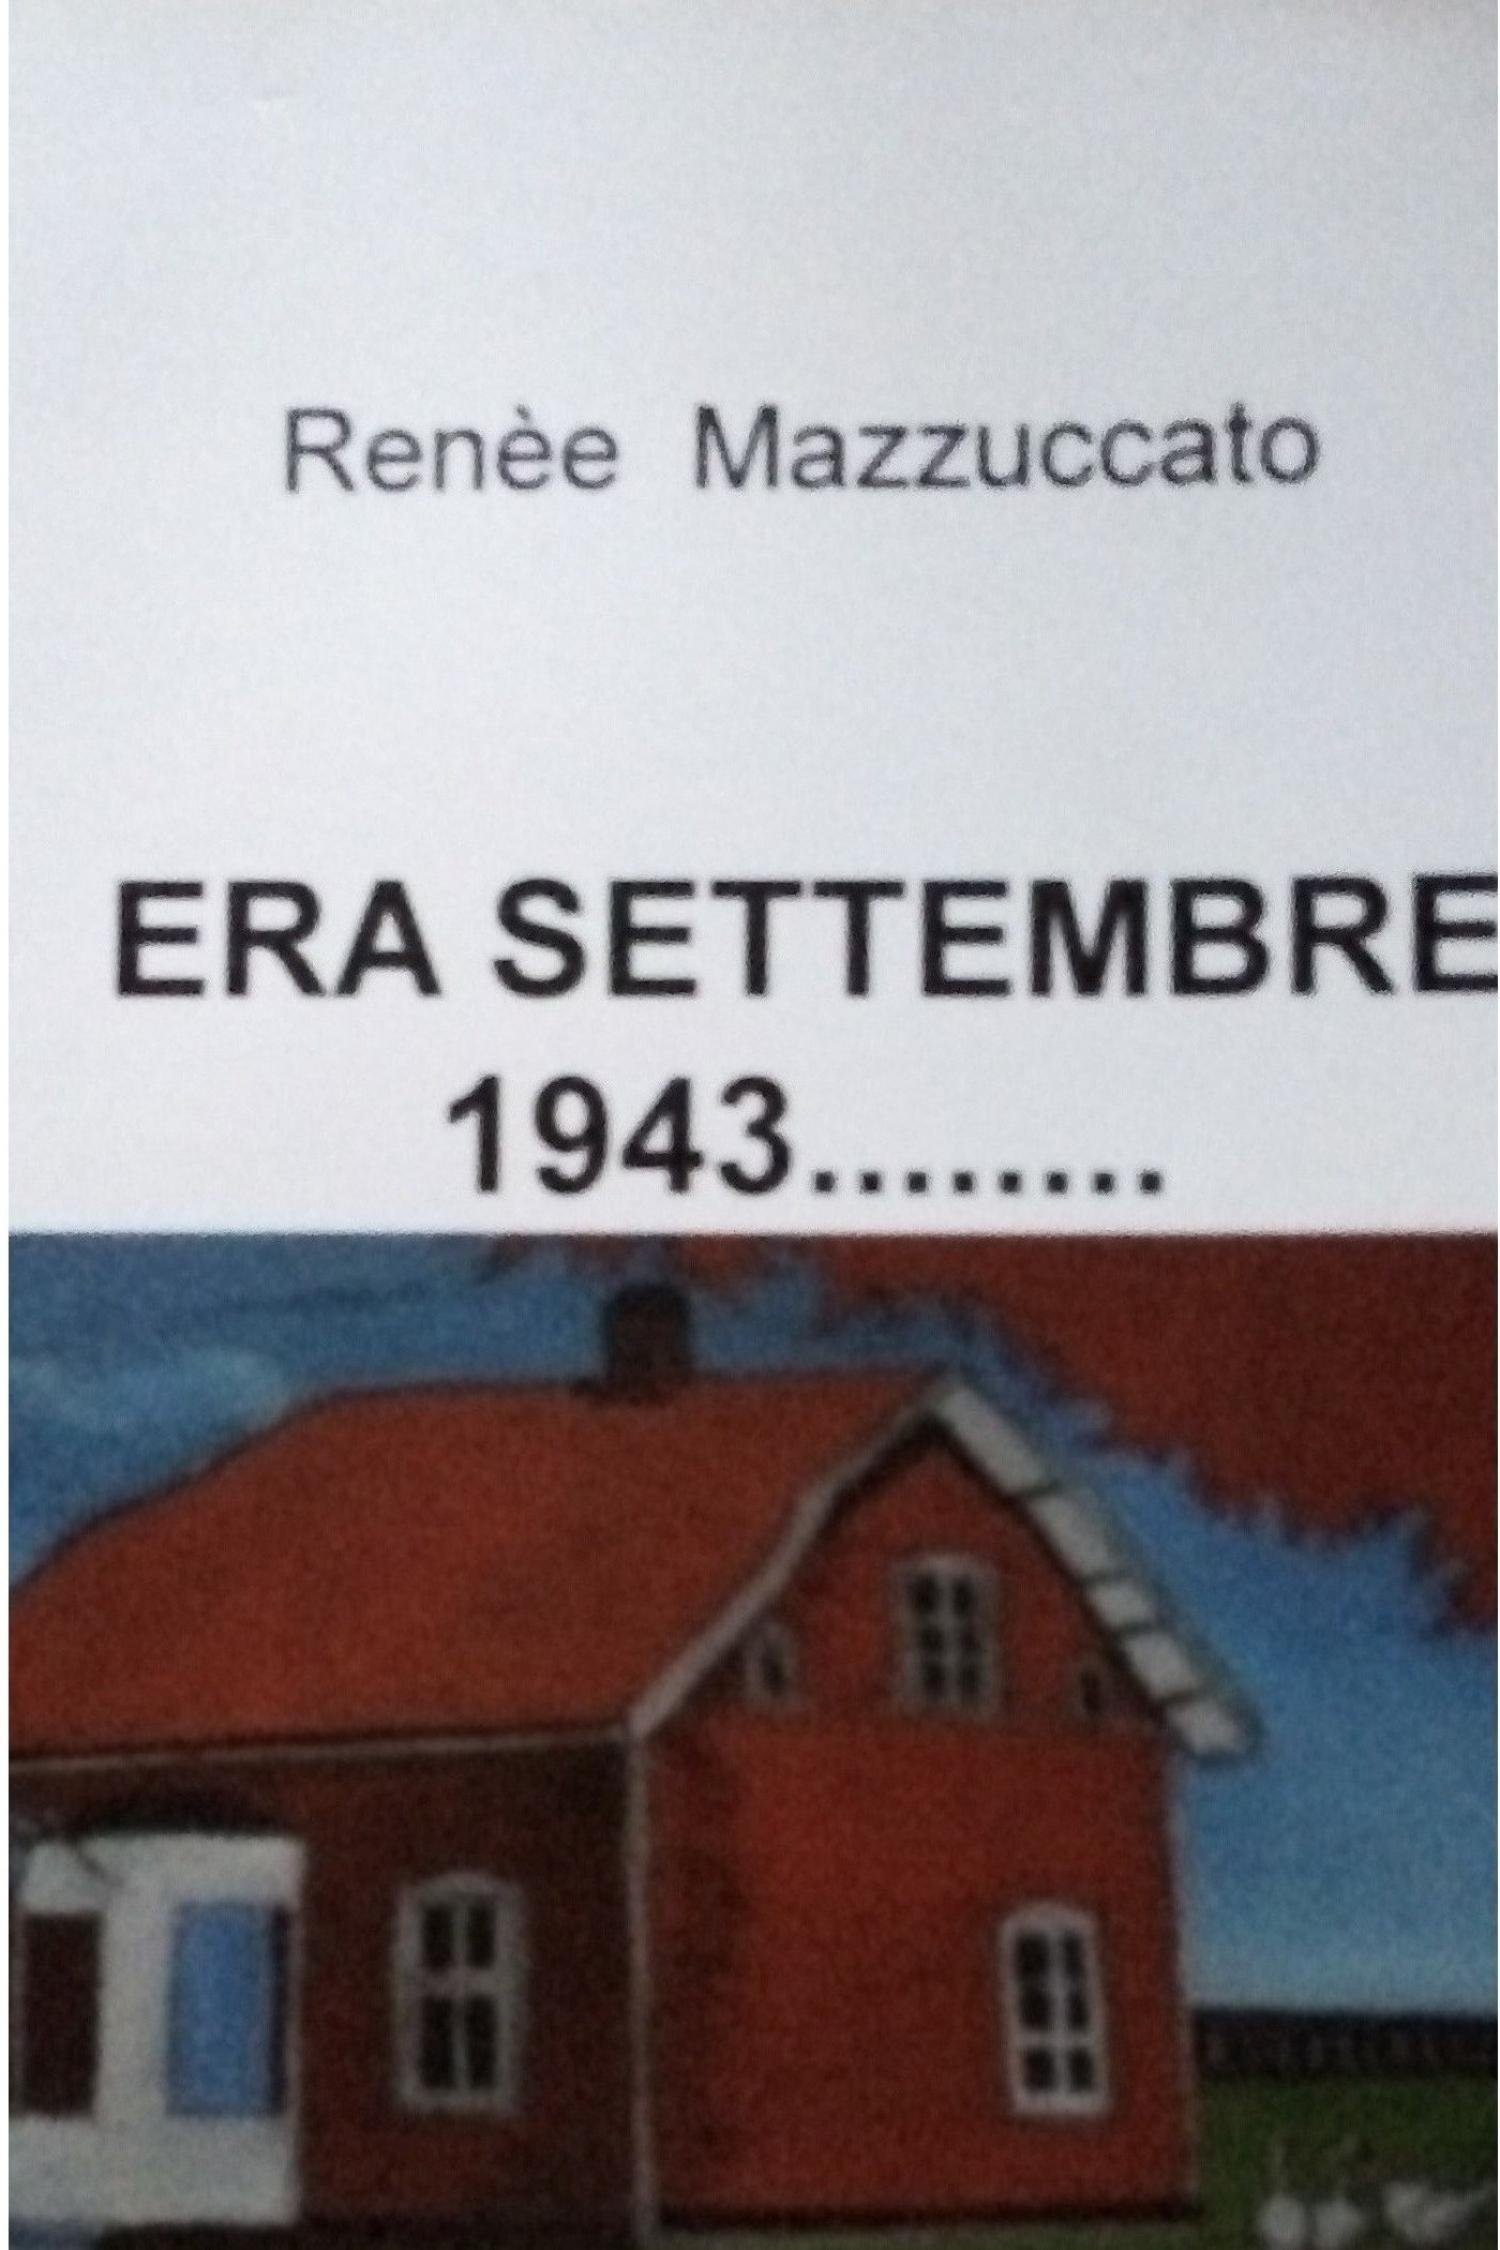 Renèe Mazzuccato
ERA SETTEMBRE
1943........